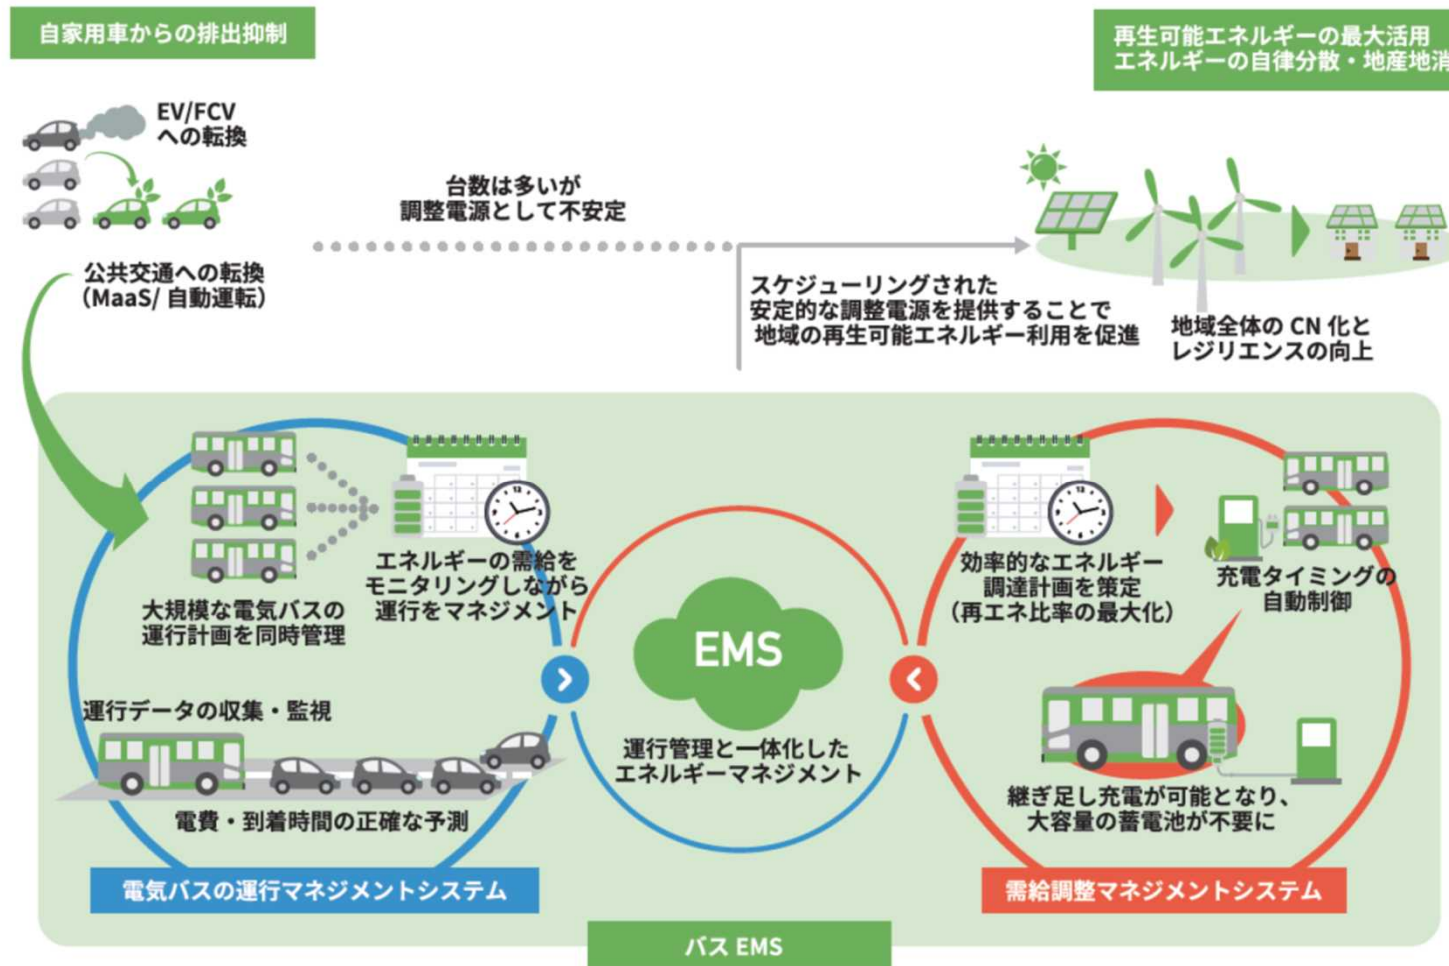 自家用車からの排出抑制
再生可能エネルギーの最大活用
エネルギーの自律分散・地産地消
EV/FCV
への転換
台数は多いが
調整電源として不安定
公共交通への転換
（MaaS/ 自動運転）
スケジューリングされた
安定的な調整電源を提供することで
地域の再生可能エネルギー利用を促進
地域全体の CN 化と
レジリエンスの向上
エネルギーの需給を
モニタリングしながら
運行をマネジメント
大規模な電気バスの
運行計画を同時管理
効率的なエネルギー
調達計画を策定
（再エネ比率の最大化）
充電タイミングの
自動制御
EMS
運行管理と一体化した
エネルギーマネジメント
運行データの収集・監視
電費・到着時間の正確な予測
継ぎ足し充電が可能となり、
大容量の蓄電池が不要に
電気バスの運行マネジメントシステム
需給調整マネジメントシステム
バス EMS